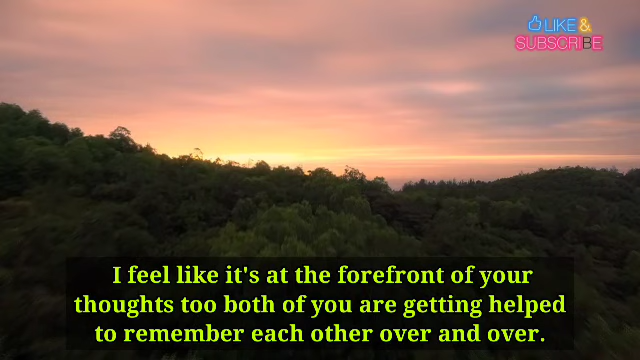 LIKE &
SUBSCRIBE
I feel like it's at the forefront of your
thoughts too both of you are getting helped
to remember each other over and over.